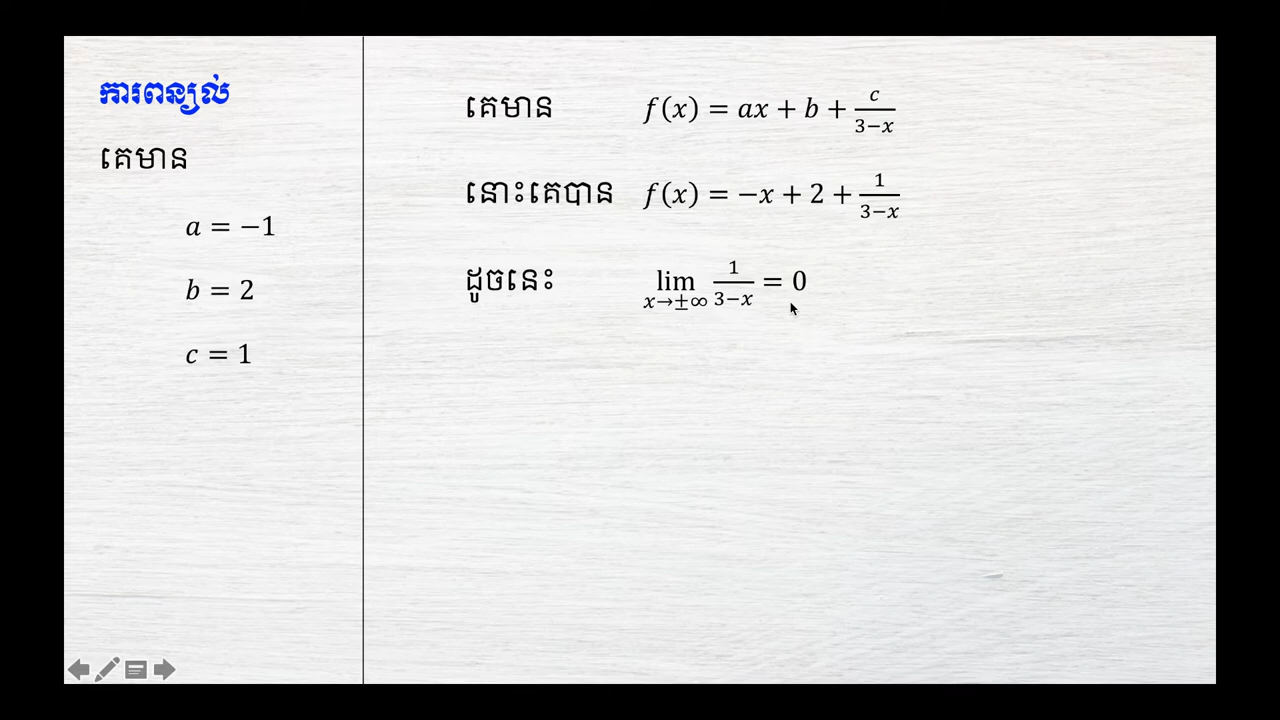 ការពន្យល់
គេមាន
a = −1
b = 2
c = 1
គេមាន f(x) = ax + b + c/(3−x)
នោះគេបាន f(x) = −x + 2 + 1/(3−x)
ដូចនេះ lim x→±∞ 1/(3−x) = 0